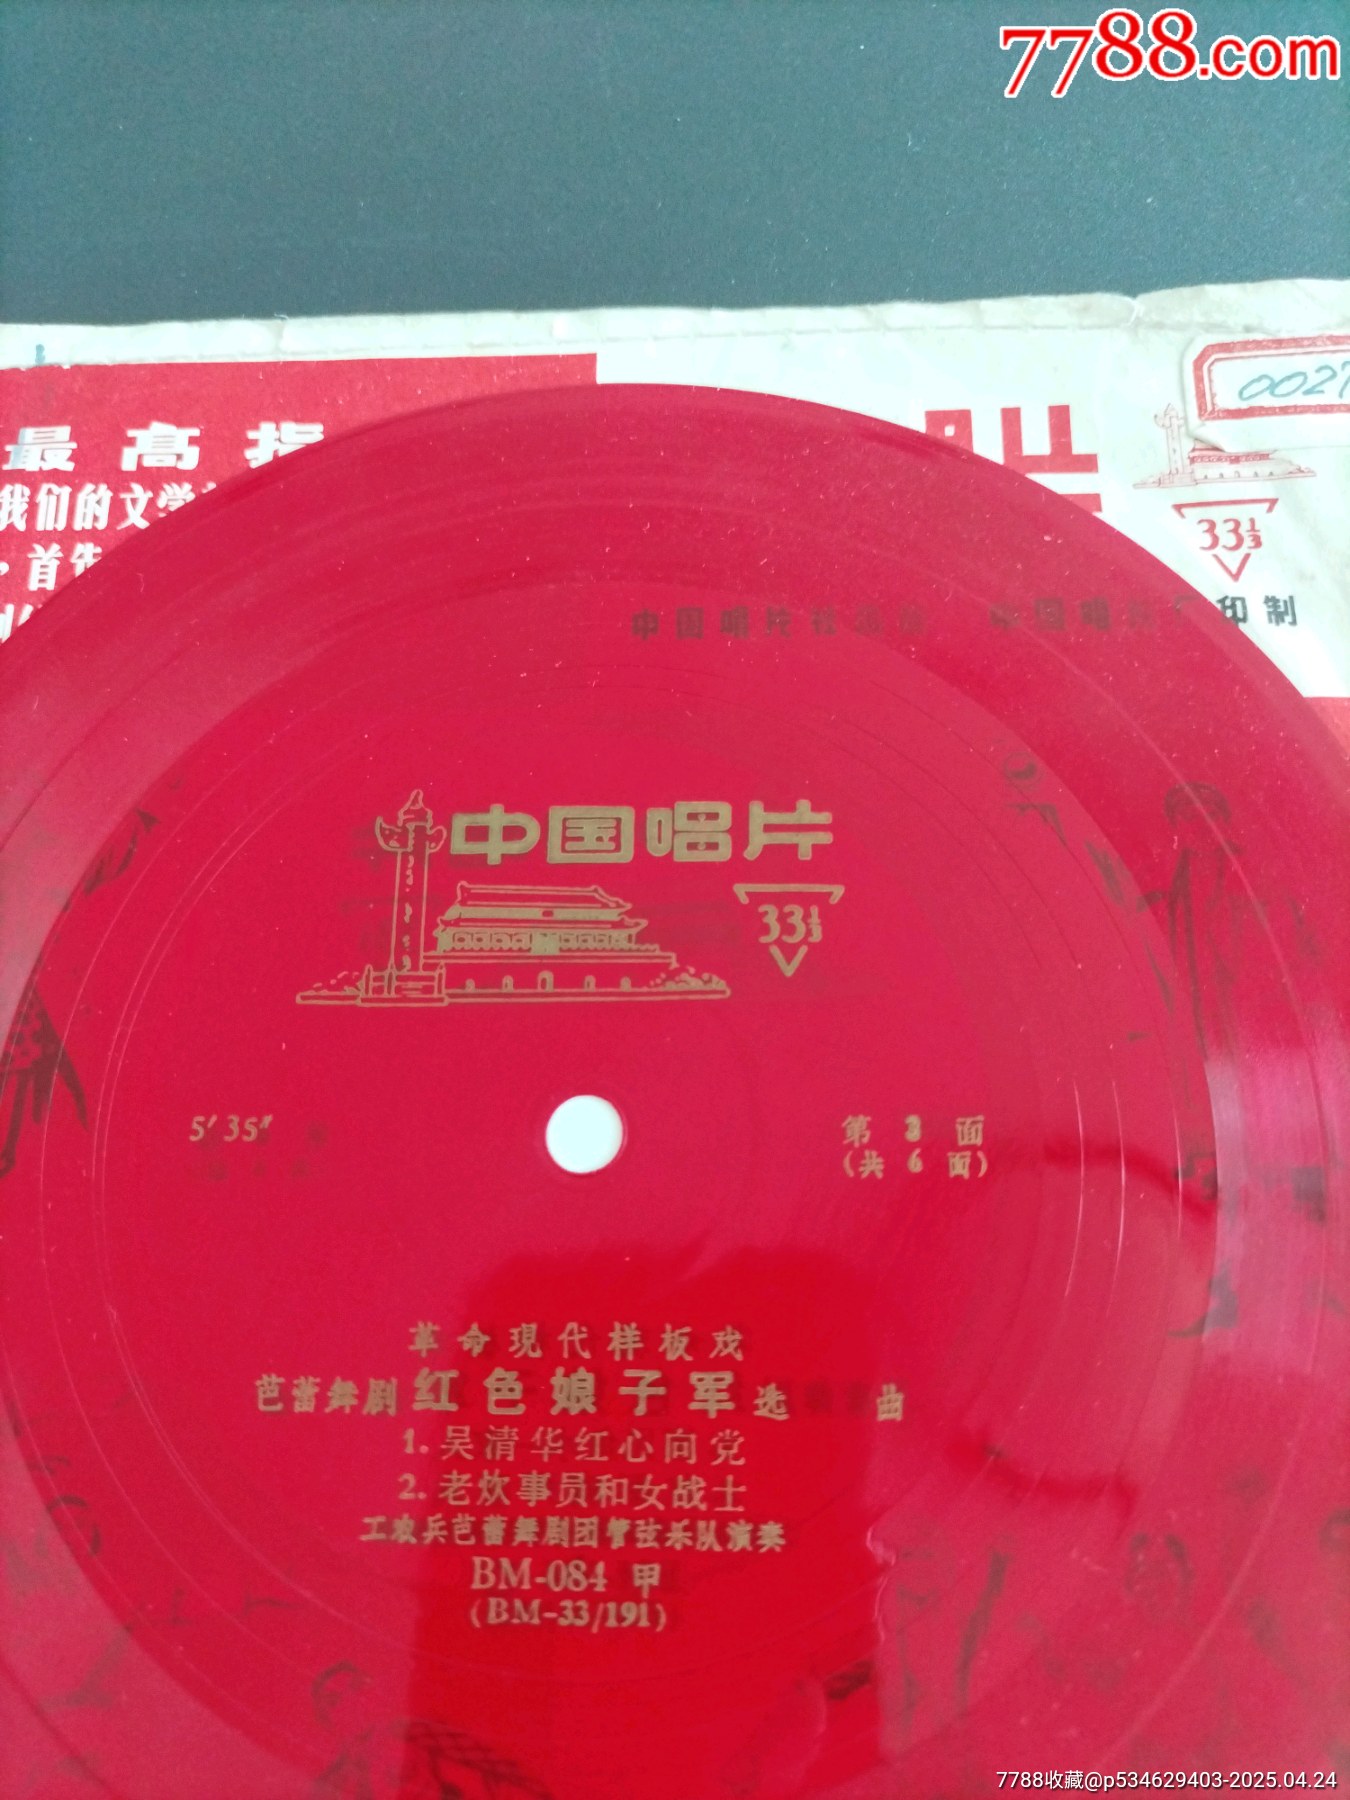 7788.com
0027
最高指
我们的文学
，首先
33⅓
中国唱片社出版 中国唱片厂印制
中国唱片
33⅓
5′35″
第 3 面
（共 6 面）
革命現代样板戏
芭蕾舞剧 红色娘子军 选曲
1. 吴清华红心向党
2. 老炊事员和女战士
工农兵芭蕾舞剧团管弦乐队演奏
BM-084 甲
(BM-33/191)
7788收藏@p534629403-2025.04.24